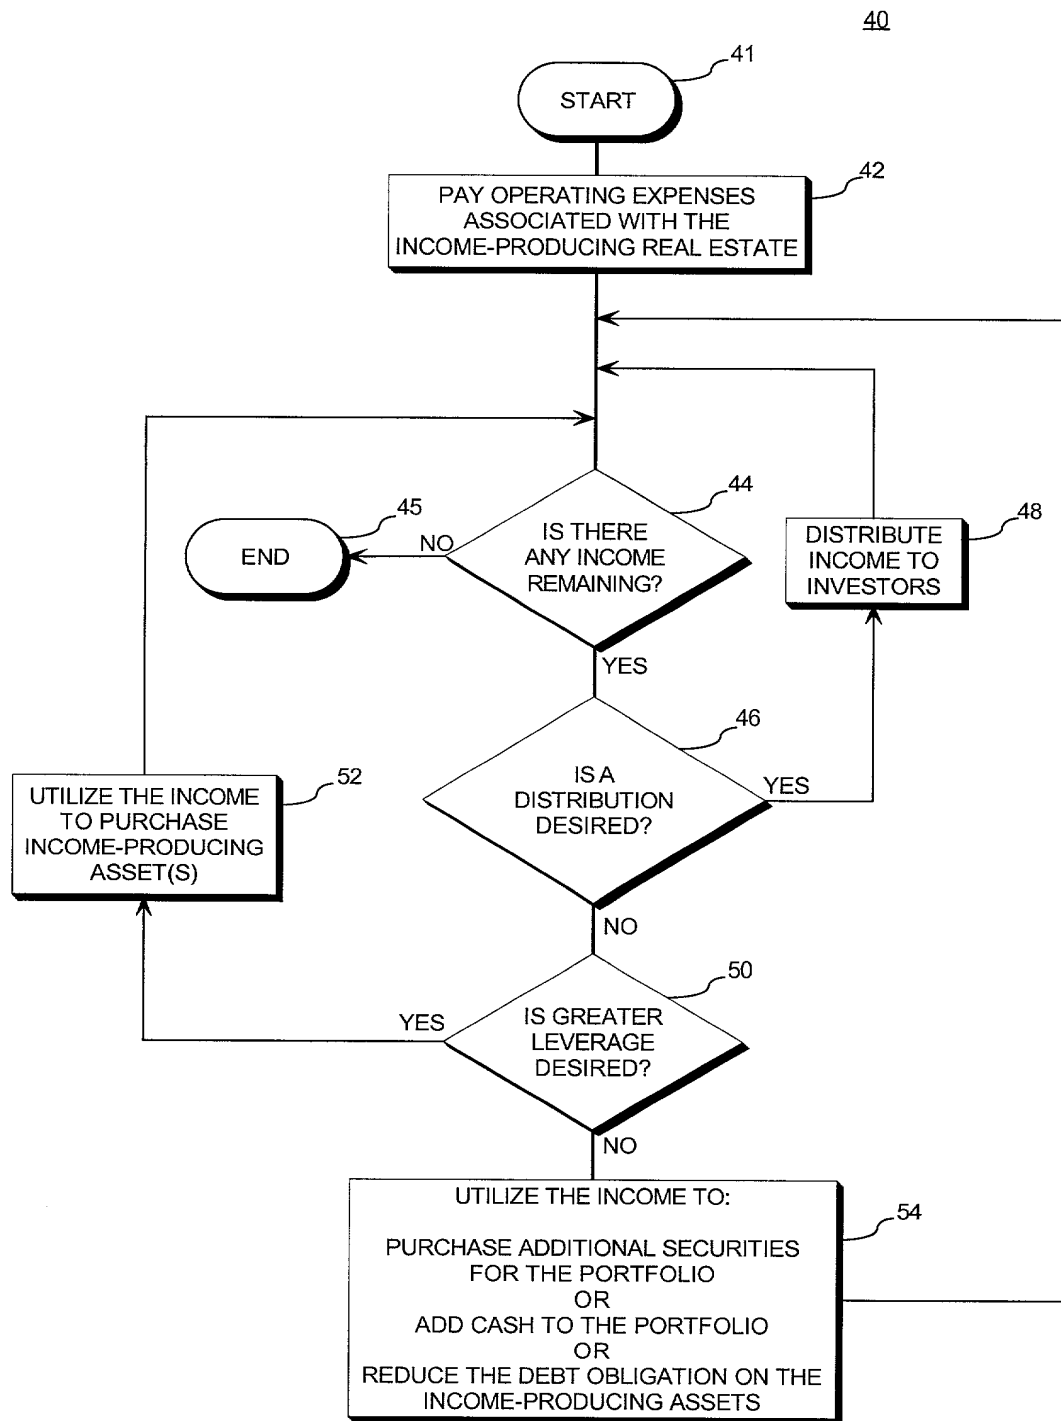 40
41
START
42
PAY OPERATING EXPENSES
ASSOCIATED WITH THE
INCOME-PRODUCING REAL ESTATE
44
45
48
END
NO
IS THERE
ANY INCOME
REMAINING?
DISTRIBUTE
INCOME TO
INVESTORS
YES
46
52
IS A
DISTRIBUTION
DESIRED?
YES
UTILIZE THE INCOME
TO PURCHASE
INCOME-PRODUCING
ASSET(S)
NO
50
YES
IS GREATER
LEVERAGE
DESIRED?
NO
54
UTILIZE THE INCOME TO:
PURCHASE ADDITIONAL SECURITIES
FOR THE PORTFOLIO
OR
ADD CASH TO THE PORTFOLIO
OR
REDUCE THE DEBT OBLIGATION ON THE
INCOME-PRODUCING ASSETS